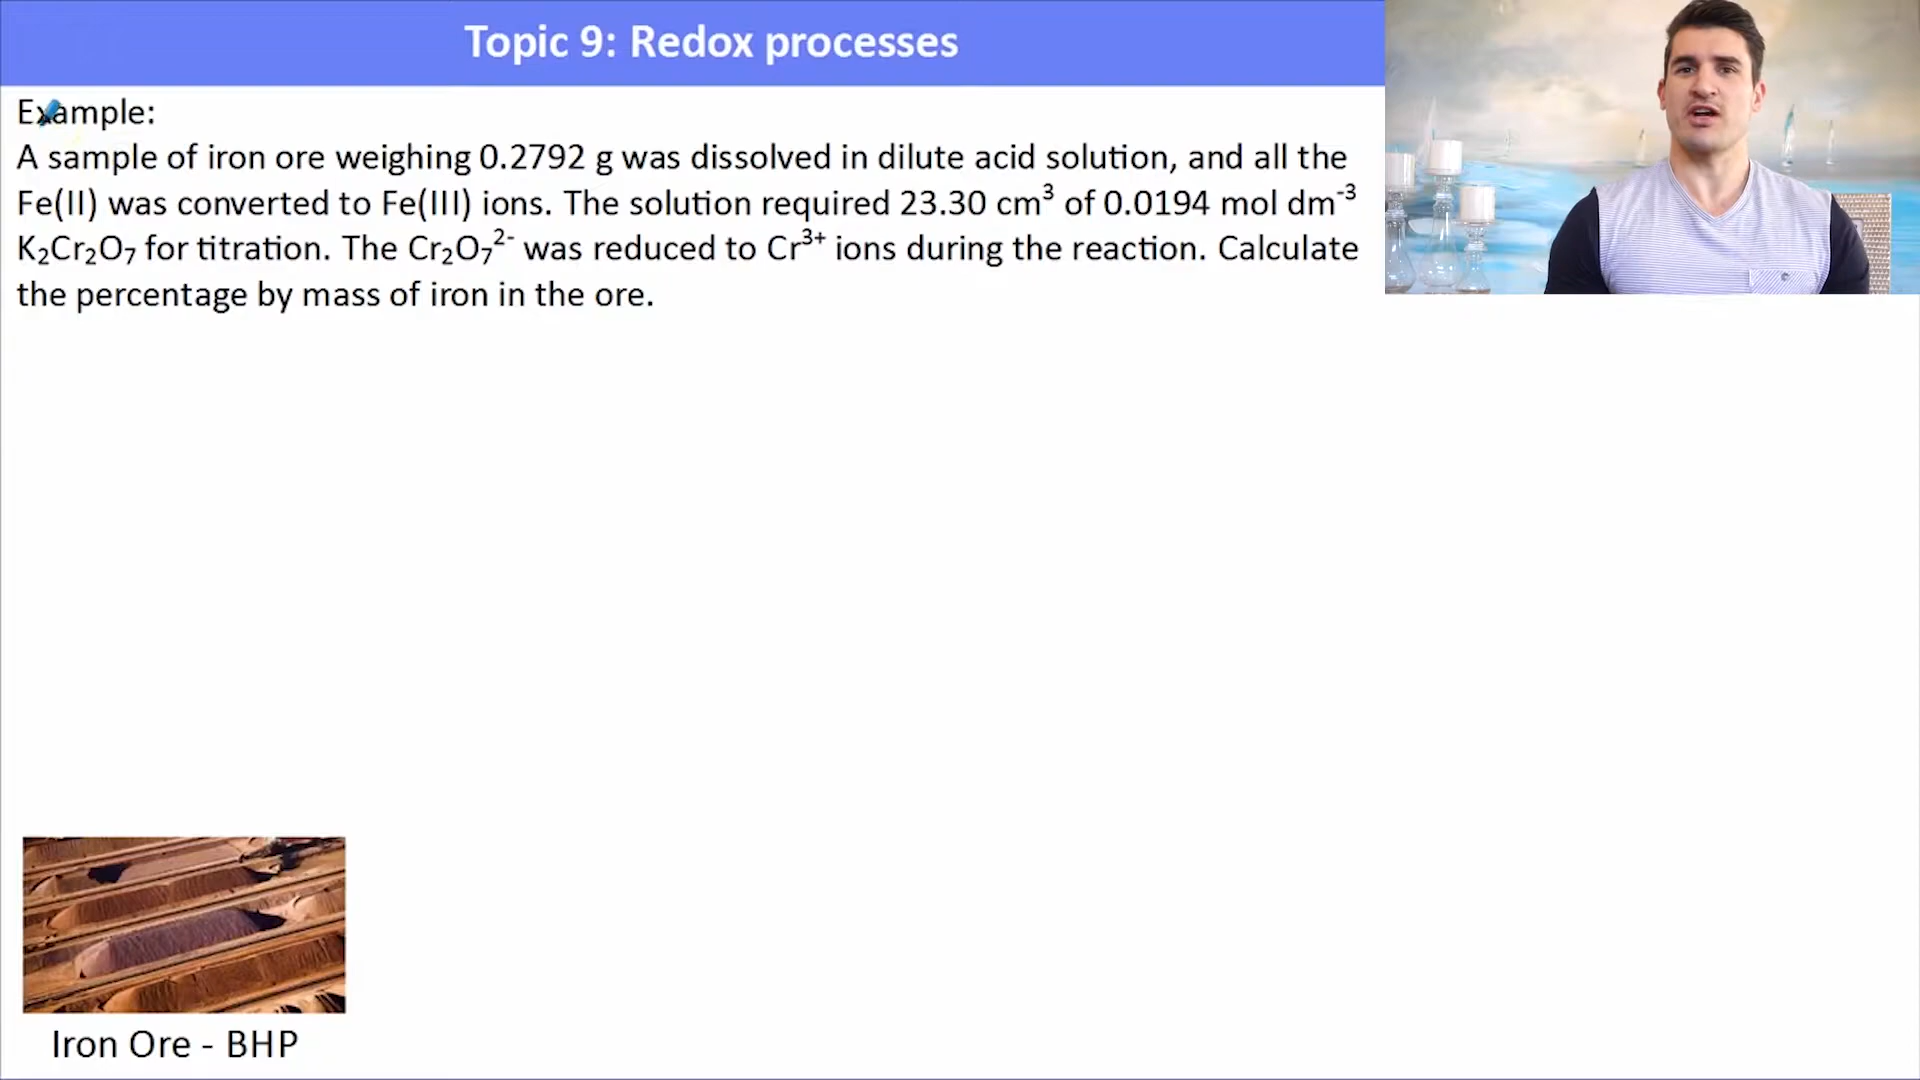 Topic 9: Redox processes
Example:
A sample of iron ore weighing 0.2792 g was dissolved in dilute acid solution, and all the
Fe(II) was converted to Fe(III) ions. The solution required 23.30 cm³ of 0.0194 mol dm⁻³
K₂Cr₂O₇ for titration. The Cr₂O₇²⁻ was reduced to Cr³⁺ ions during the reaction. Calculate
the percentage by mass of iron in the ore.
Iron Ore - BHP